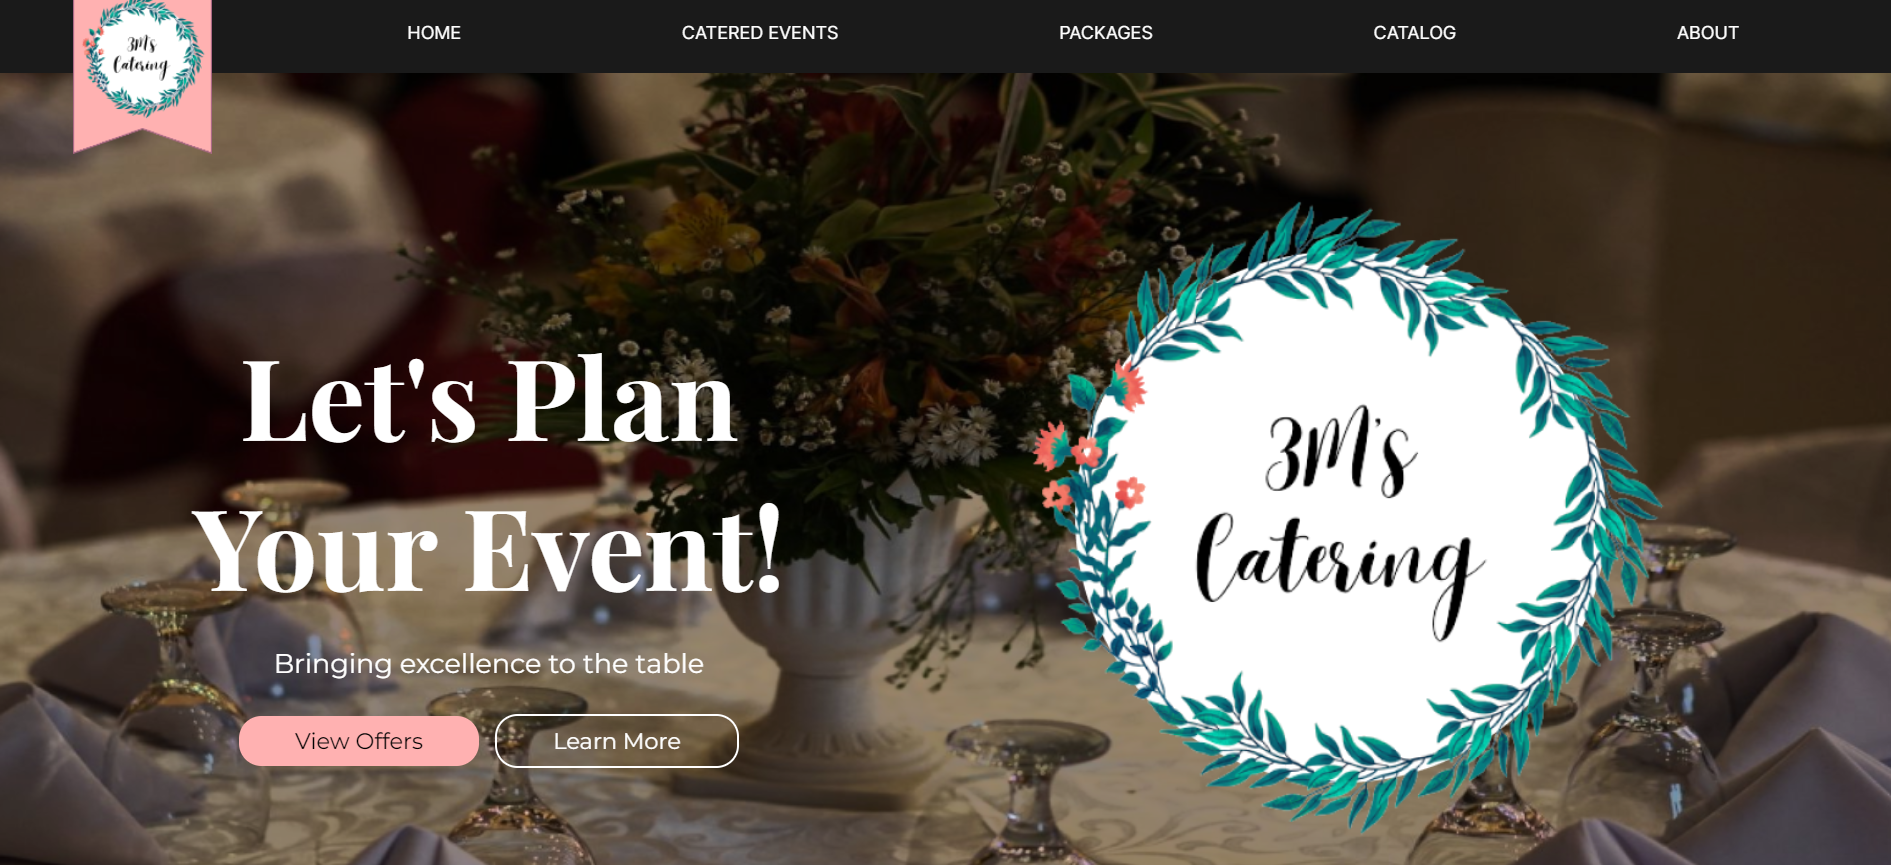 3M's
Catering
HOME
CATERED EVENTS
PACKAGES
CATALOG
ABOUT
Let's Plan
Your Event!
Bringing excellence to the table
View Offers
Learn More
3M's
Catering